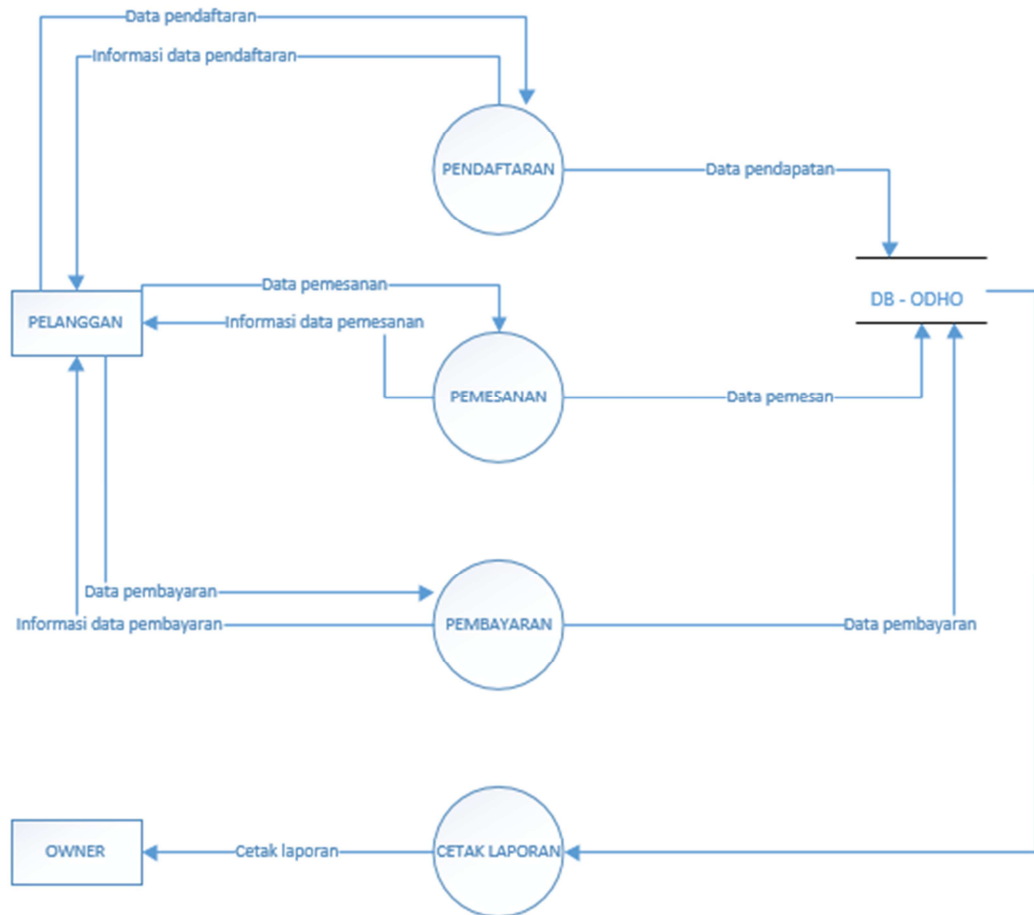 Data pendaftaran
Informasi data pendaftaran
PENDAFTARAN
Data pendapatan
Data pemesanan
DB - ODHO
PELANGGAN
Informasi data pemesanan
PEMESANAN
Data pemesan
Data pembayaran
Informasi data pembayaran
PEMBAYARAN
Data pembayaran
OWNER
Cetak laporan
CETAK LAPORAN